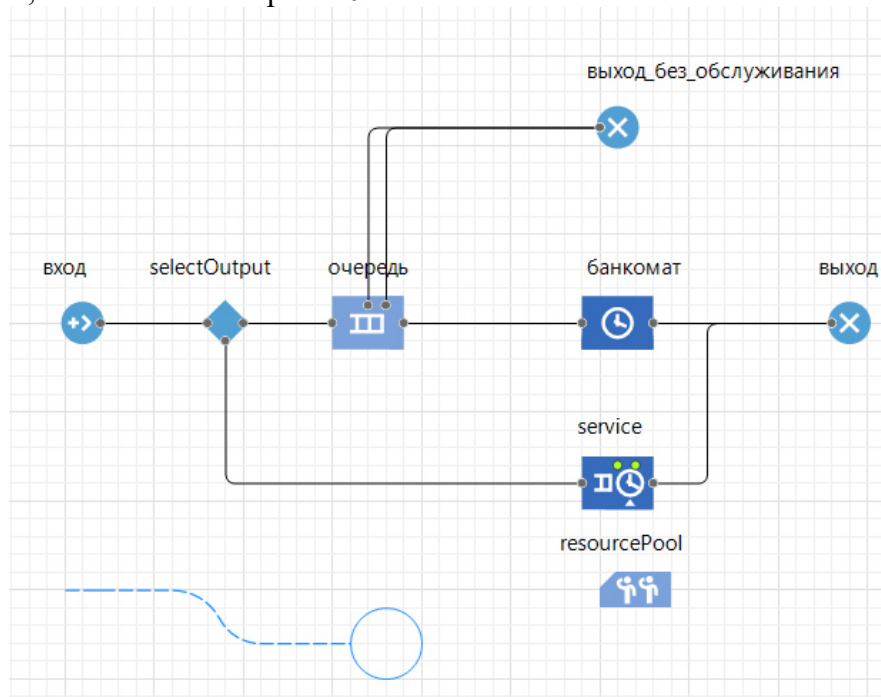 выход_без_обслуживания
вход
selectOutput
очередь
банкомат
выход
service
resourcePool